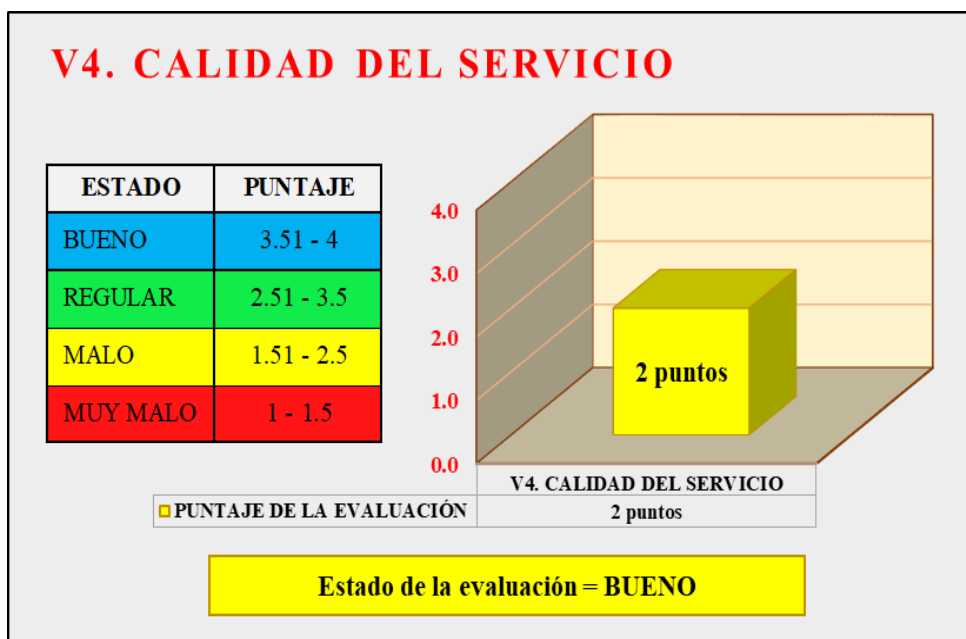 V4. CALIDAD DEL SERVICIO
ESTADO PUNTAJE
BUENO 3.51 - 4
REGULAR 2.51 - 3.5
MALO 1.51 - 2.5
MUY MALO 1 - 1.5
4.0
3.0
2.0
1.0
0.0
2 puntos
V4. CALIDAD DEL SERVICIO
PUNTAJE DE LA EVALUACIÓN 2 puntos
Estado de la evaluación = BUENO